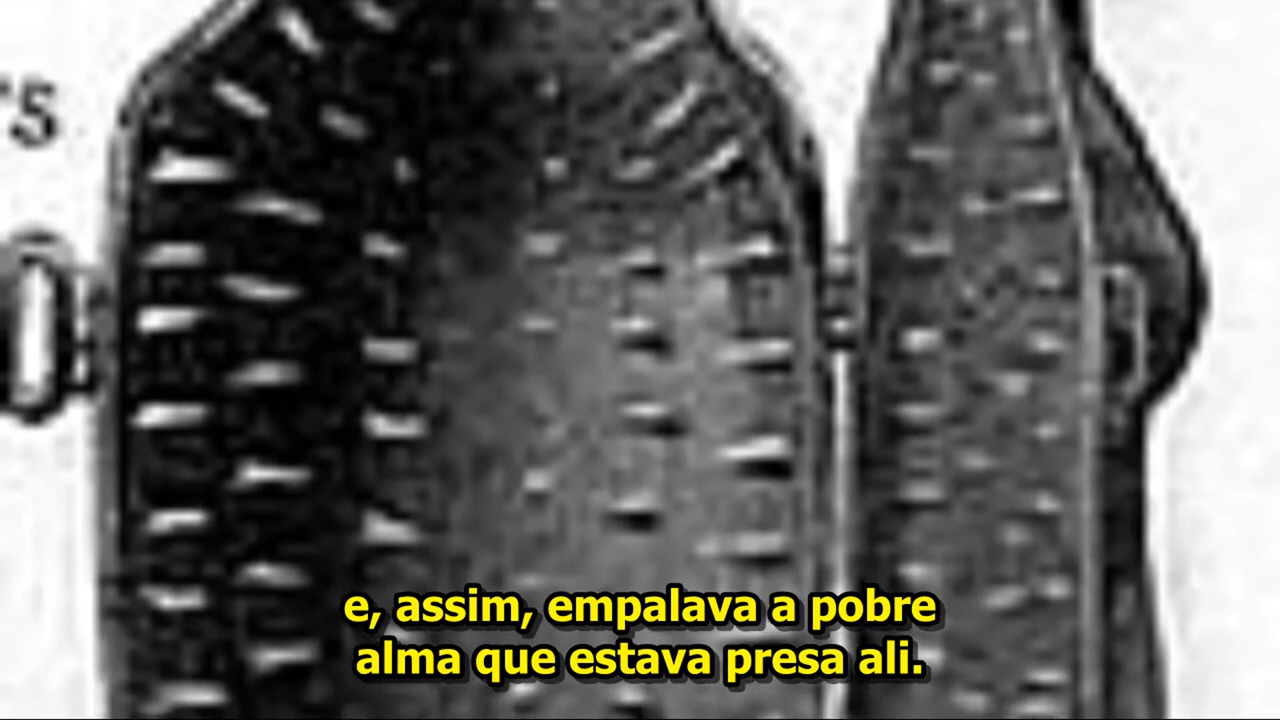 e, assim, empalava a pobre
alma que estava presa ali.